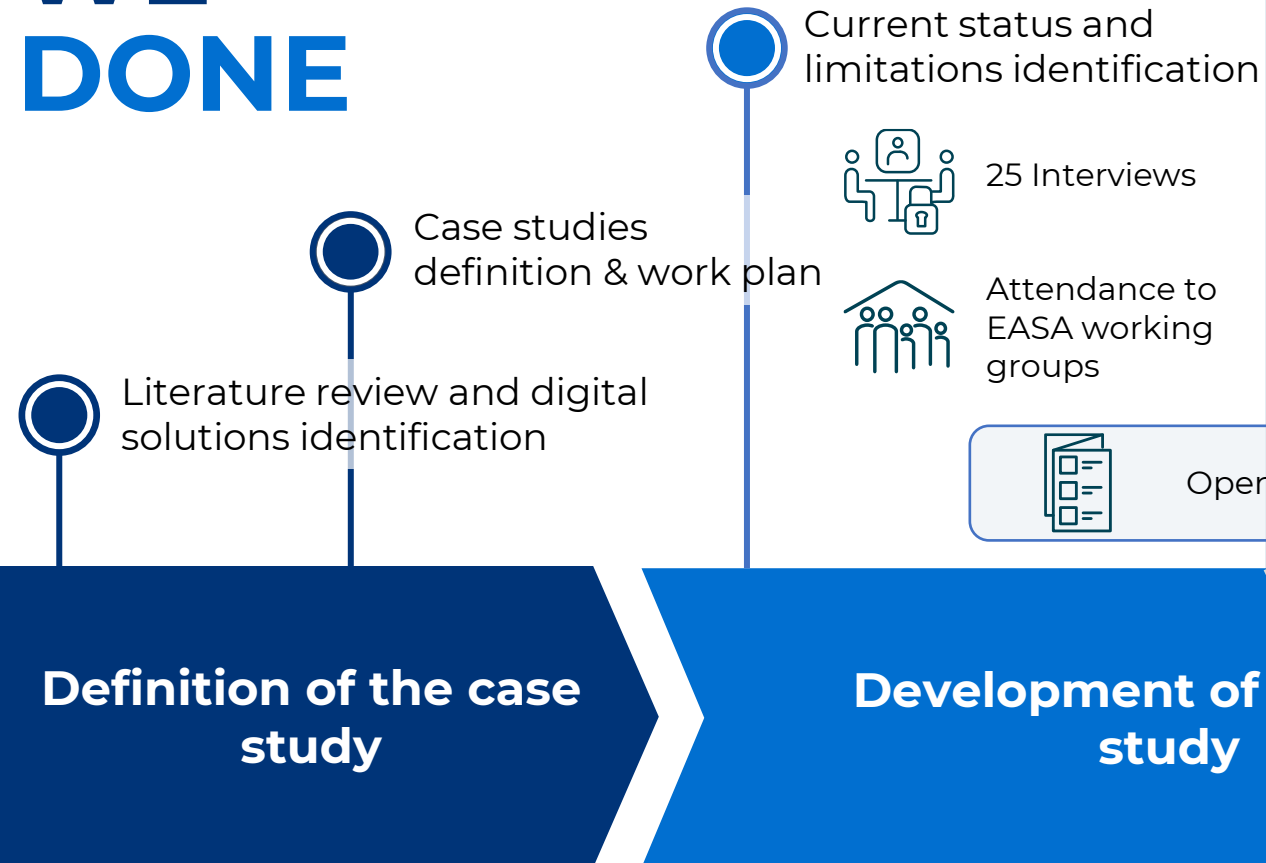 DONE
Current status and
limitations identification
25 Interviews
Attendance to
EASA working
groups
Case studies
definition & work plan
Literature review and digital
solutions identification
Definition of the case
study
Development of
study